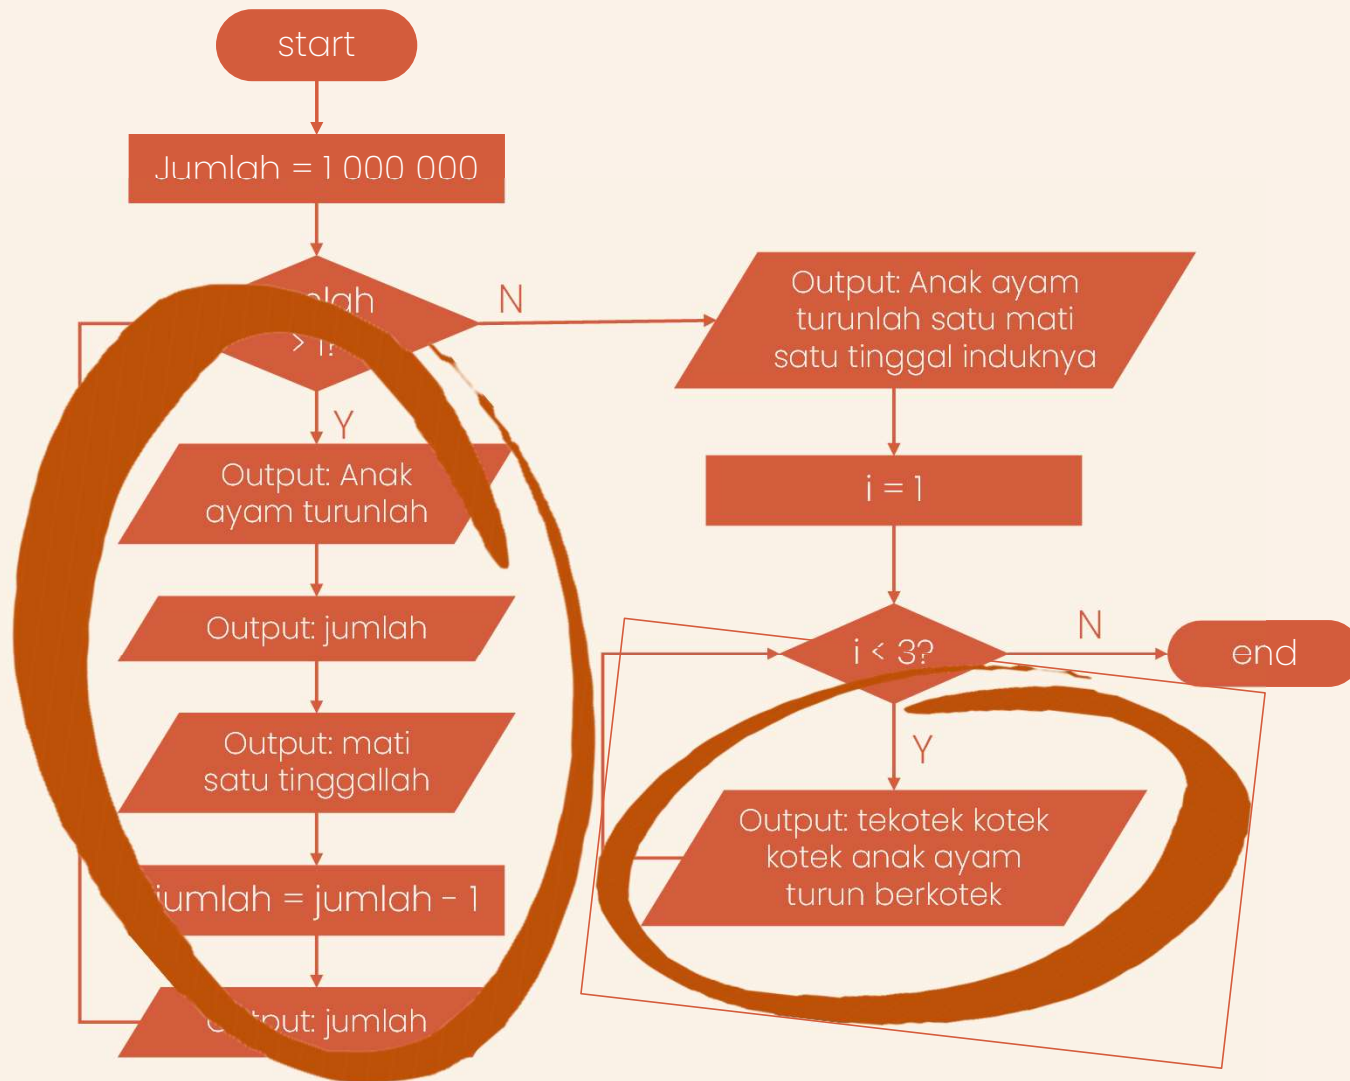 start
Jumlah = 1 000 000
> 1?
N
Y
Output: Anak
ayam turunlah
Output: jumlah
Output: mati
satu tinggallah
jumlah = jumlah - 1
Output: jumlah
Output: Anak ayam
turunlah satu mati
satu tinggal induknya
i = 1
i < 3?
N
end
Y
Output: tekotek kotek
kotek anak ayam
turun berkotek